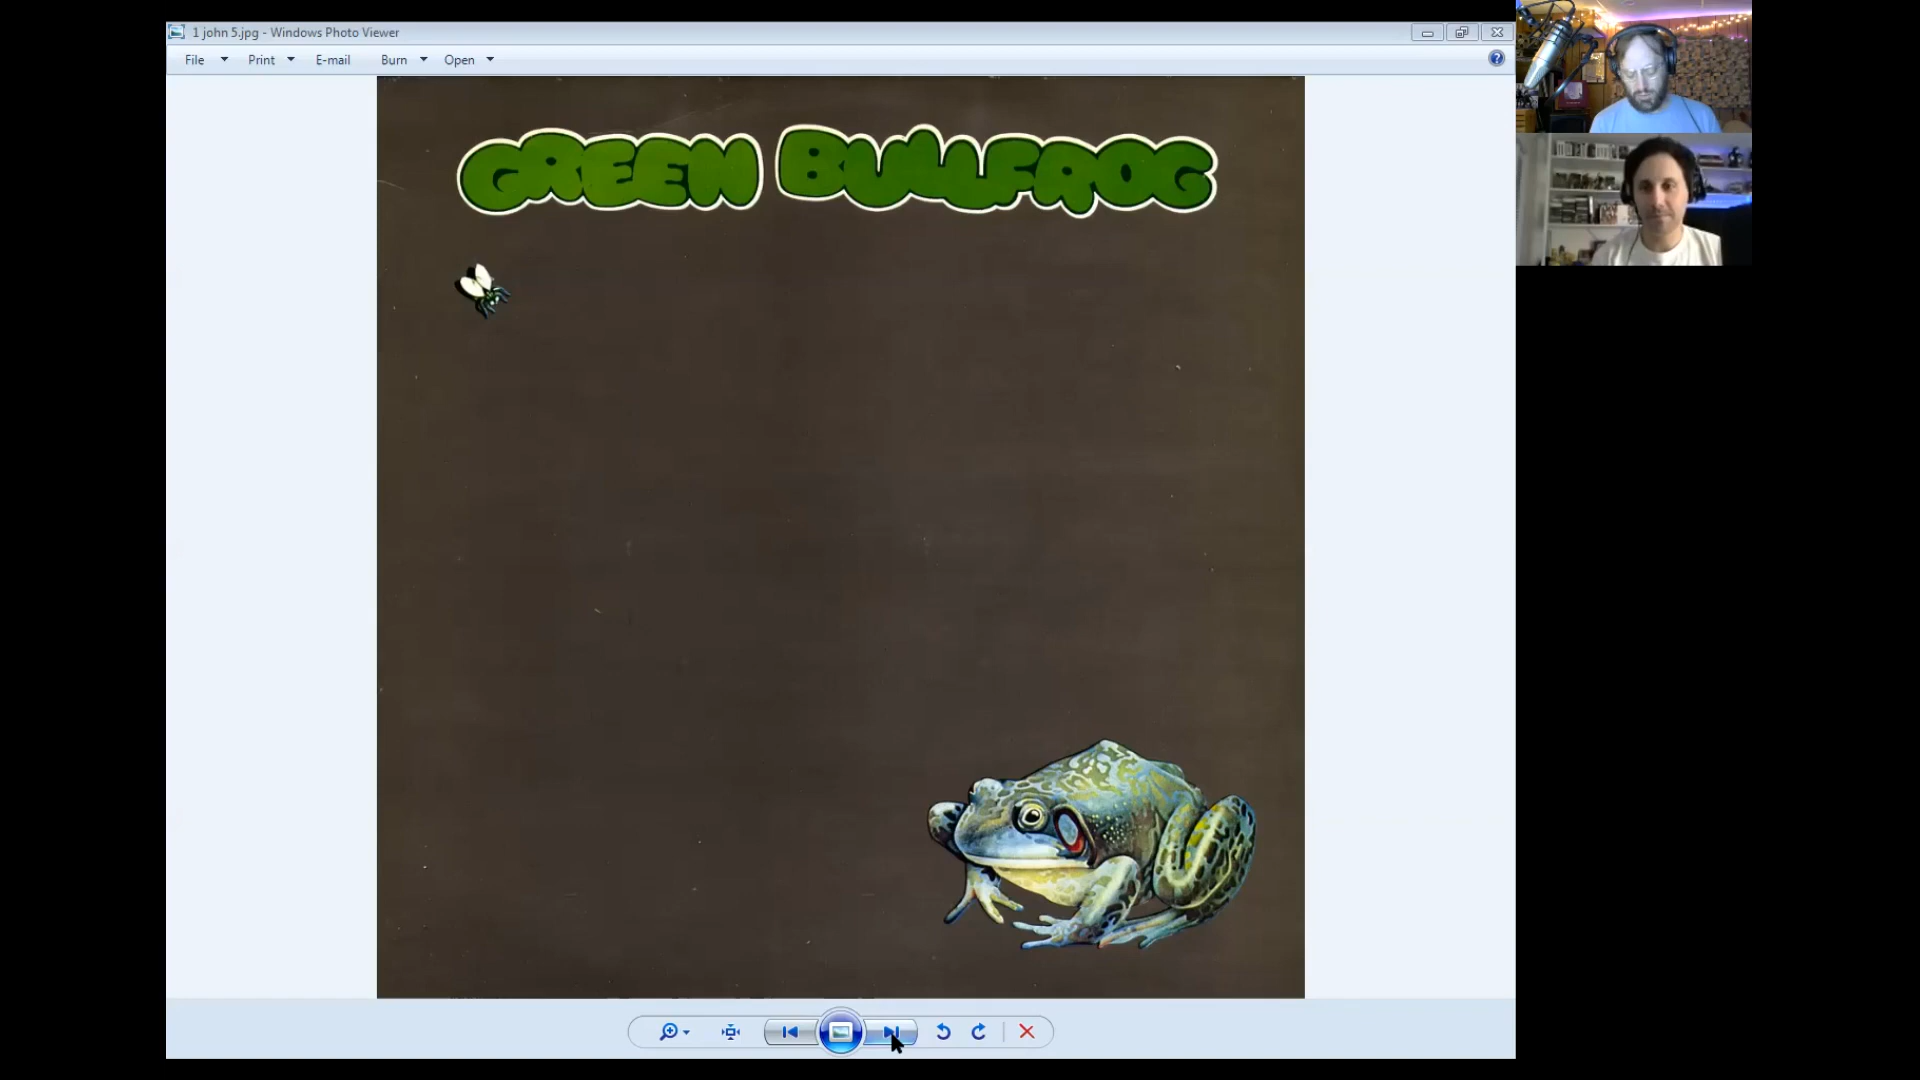 1 john 5.jpg - Windows Photo Viewer
File Print E-mail Burn Open
GREEN BULLFROG